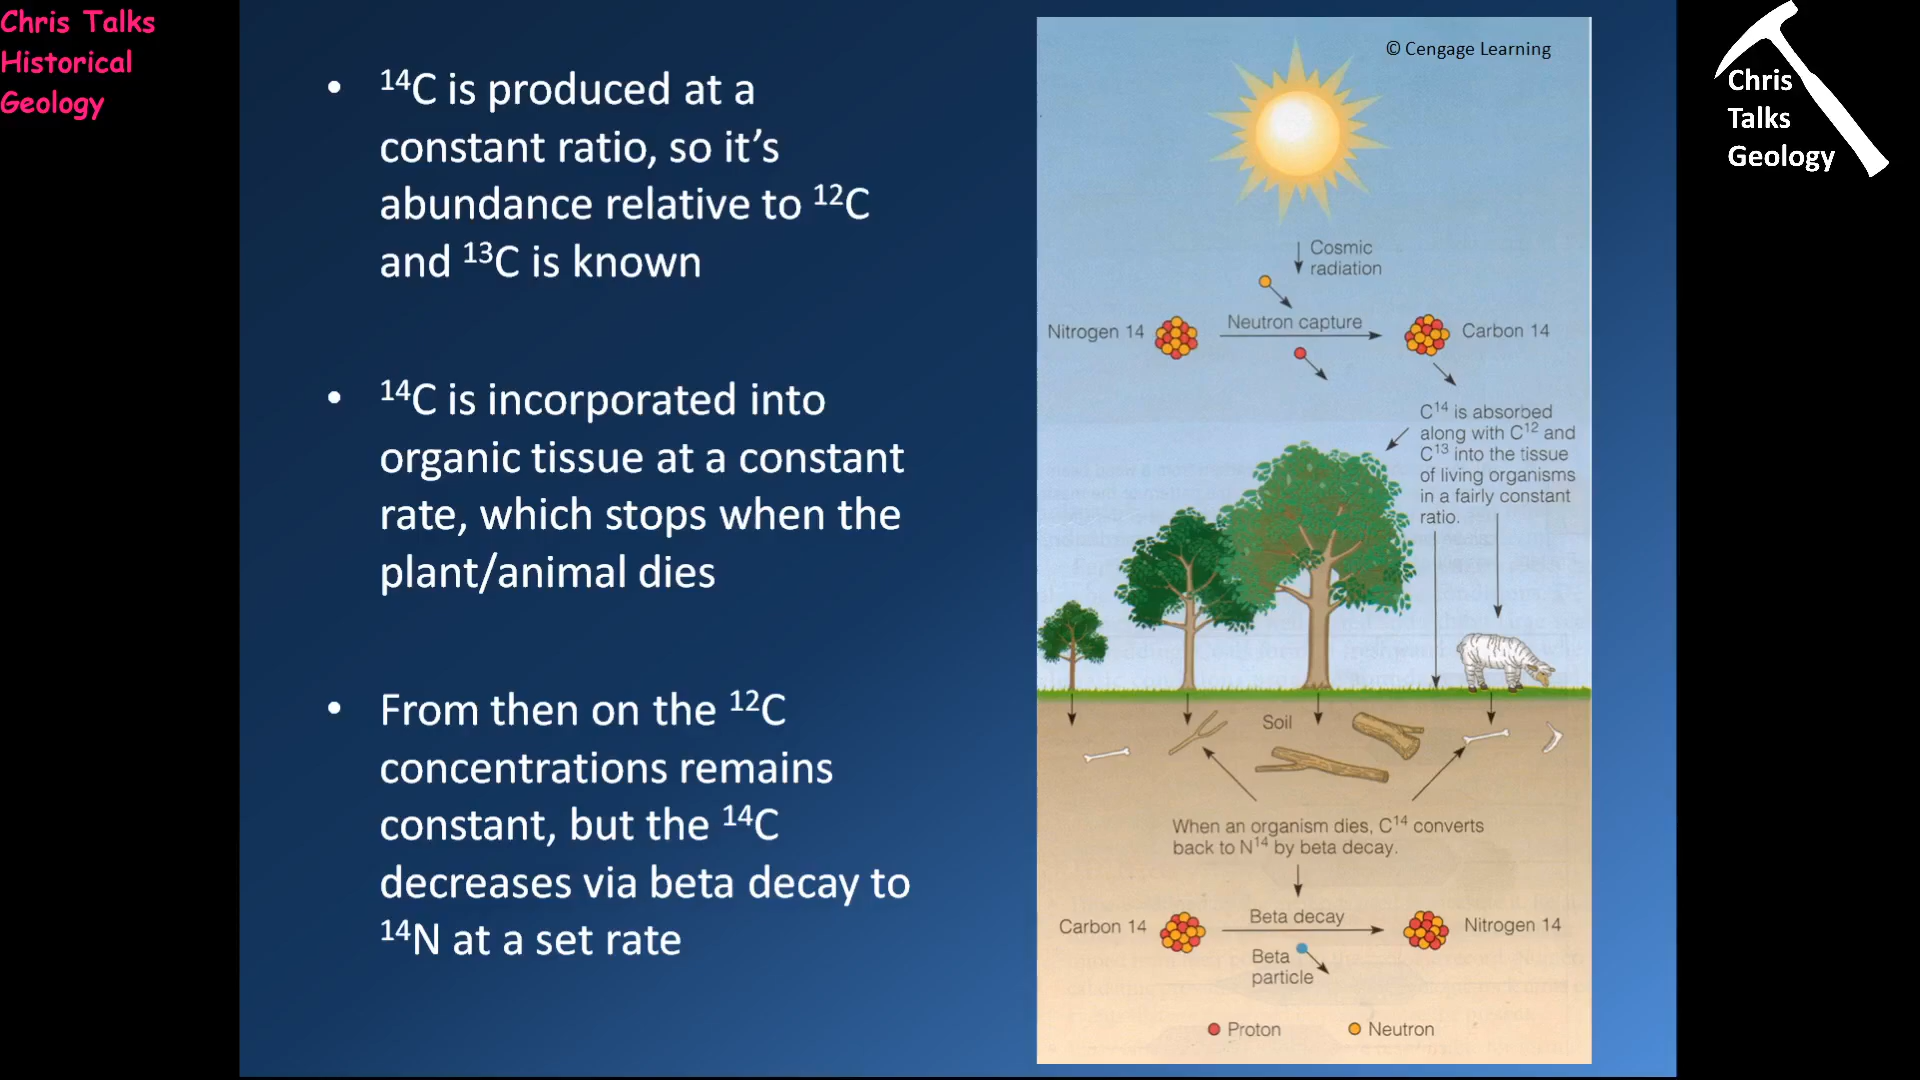 Chris Talks
Historical
Geology
• ¹⁴C is produced at a
constant ratio, so it’s
abundance relative to ¹²C
and ¹³C is known
• ¹⁴C is incorporated into
organic tissue at a constant
rate, which stops when the
plant/animal dies
• From then on the ¹²C
concentrations remains
constant, but the ¹⁴C
decreases via beta decay to
¹⁴N at a set rate
© Cengage Learning
Cosmic
radiation
Nitrogen 14
Neutron capture
Carbon 14
C¹⁴ is absorbed
along with C¹² and
C¹³ into the tissue
of living organisms
in a fairly constant
ratio.
Soil
When an organism dies, C¹⁴ converts
back to N¹⁴ by beta decay.
Carbon 14
Beta decay
Nitrogen 14
Beta
particle
Proton
Neutron
Chris
Talks
Geology